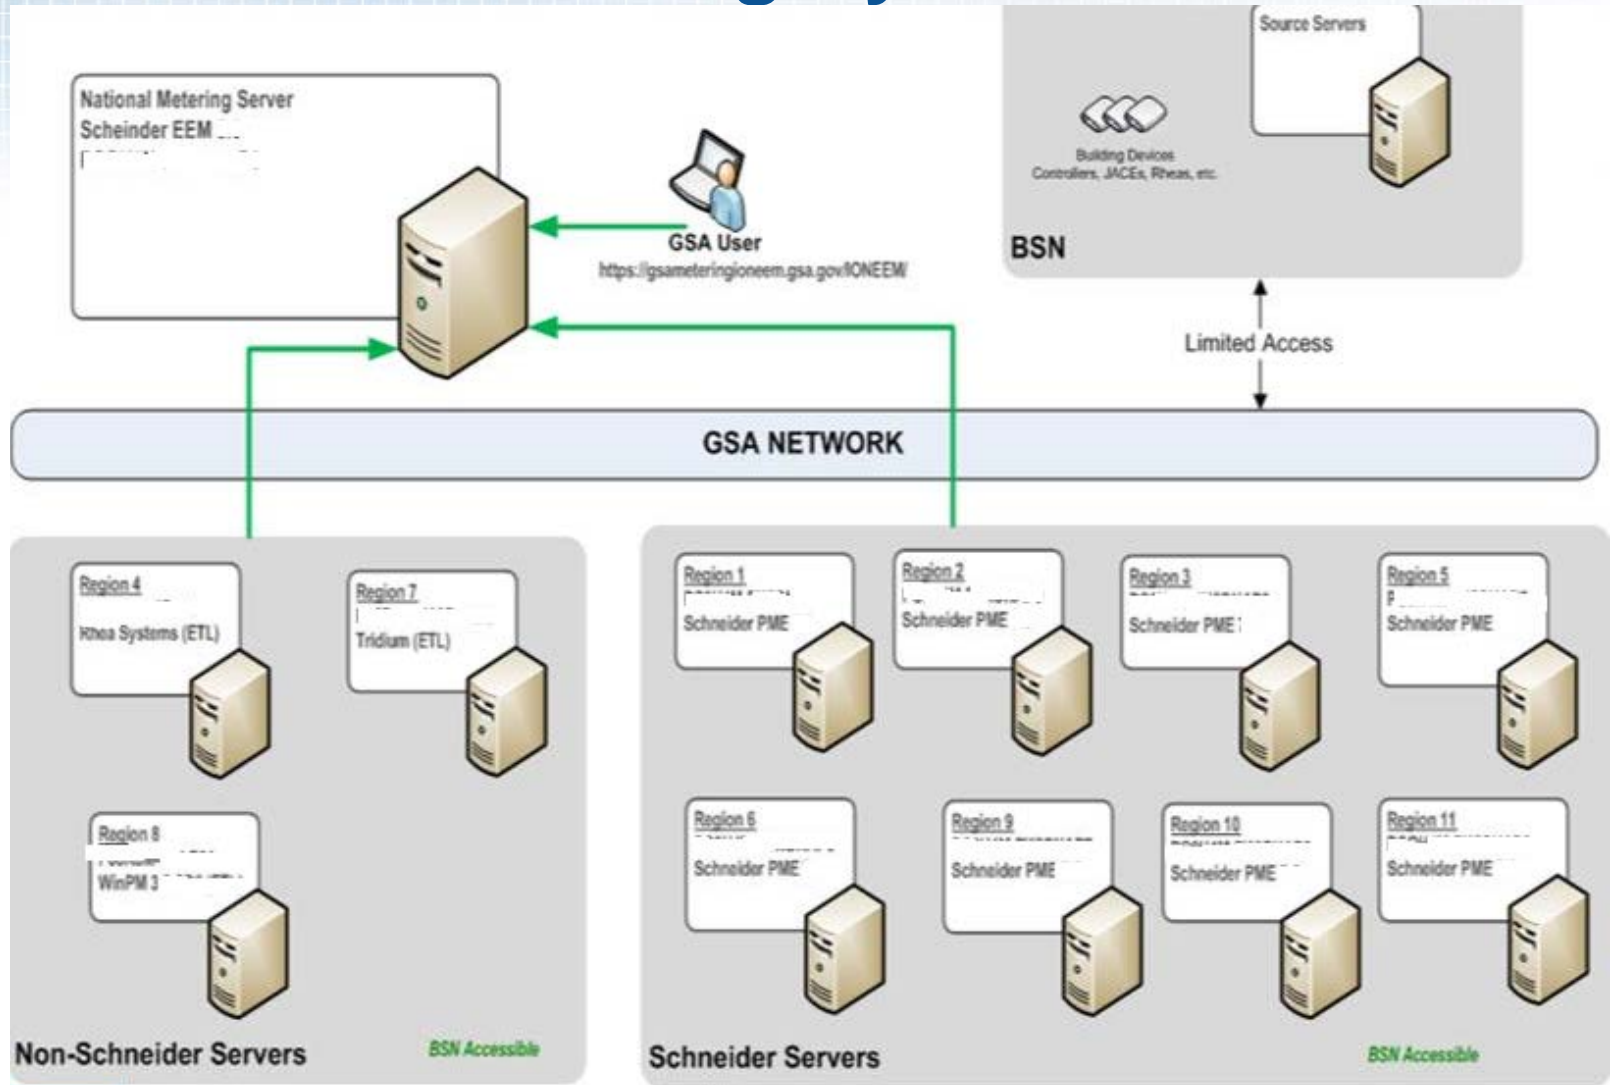 National Metering Server
Scheinder EEM
GSA User
https://gsameteringioneem.gsa.gov/IONEEM/
Source Servers
Building Devices
Controllers, JACEs, Rheas, etc.
BSN
Limited Access
GSA NETWORK
Region 4
Rhea Systems (ETL)
Region 7
Tridium (ETL)
Region 8
WinPM 3
Non-Schneider Servers
BSN Accessible
Region 1
Schneider PME
Region 2
Schneider PME
Region 3
Schneider PME
Region 5
Schneider PME
Region 6
Schneider PME
Region 9
Schneider PME
Region 10
Schneider PME
Region 11
Schneider PME
Schneider Servers
BSN Accessible